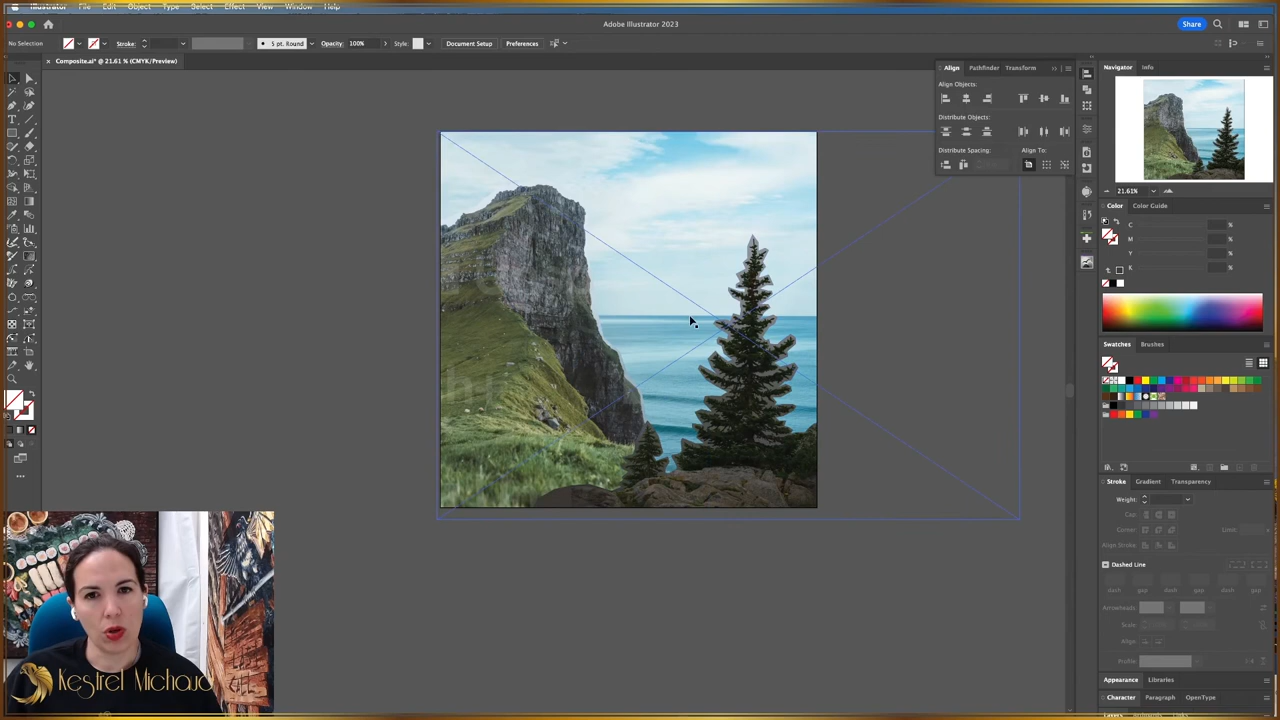 Illustrator File Edit Object Type Select Effect View Window Help
Adobe Illustrator 2023
Share
No Selection
Stroke:
5 pt. Round
Opacity: 100%
Style:
Document Setup
Preferences
Composite.ai* @ 21.61 % (CMYK/Preview)
Align Pathfinder Transform
Align Objects:
Distribute Objects:
Distribute Spacing:
Align To:
Navigator Info
21.61%
Color Color Guide
C
M
Y
K
Swatches Brushes
Stroke Gradient Transparency
Weight:
Cap:
Corner:
Limit:
Align Stroke:
Dashed Line
dash gap dash gap dash gap
Arrowheads:
Scale:
Align:
Profile:
Appearance Libraries
Character Paragraph OpenType
Kestrel Michaud